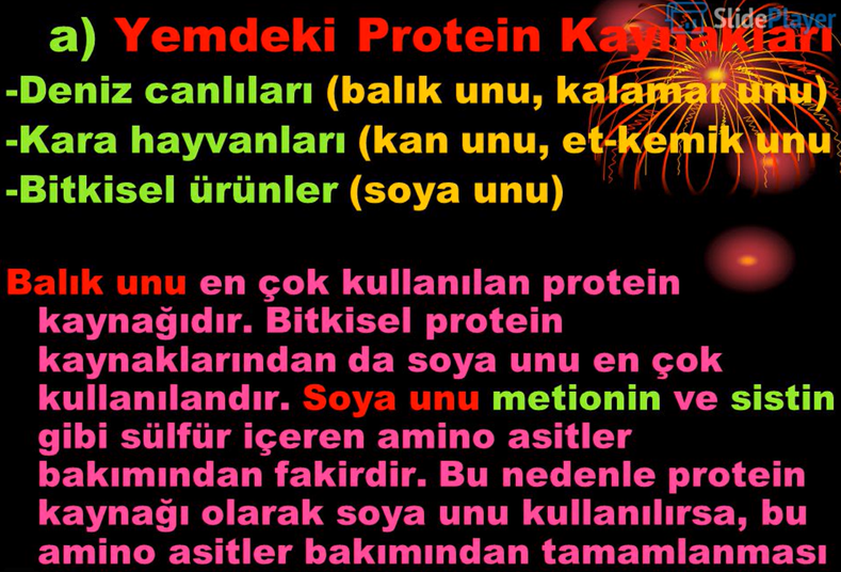 SlidePlayer
a) Yemdeki Protein Kaynakları
-Deniz canlıları (balık unu, kalamar unu)
-Kara hayvanları (kan unu, et-kemik unu
-Bitkisel ürünler (soya unu)
Balık unu en çok kullanılan protein
kaynağıdır. Bitkisel protein
kaynaklarından da soya unu en çok
kullanılandır. Soya unu metionin ve sistin
gibi sülfür içeren amino asitler
bakımından fakirdir. Bu nedenle protein
kaynağı olarak soya unu kullanılırsa, bu
amino asitler bakımından tamamlanması